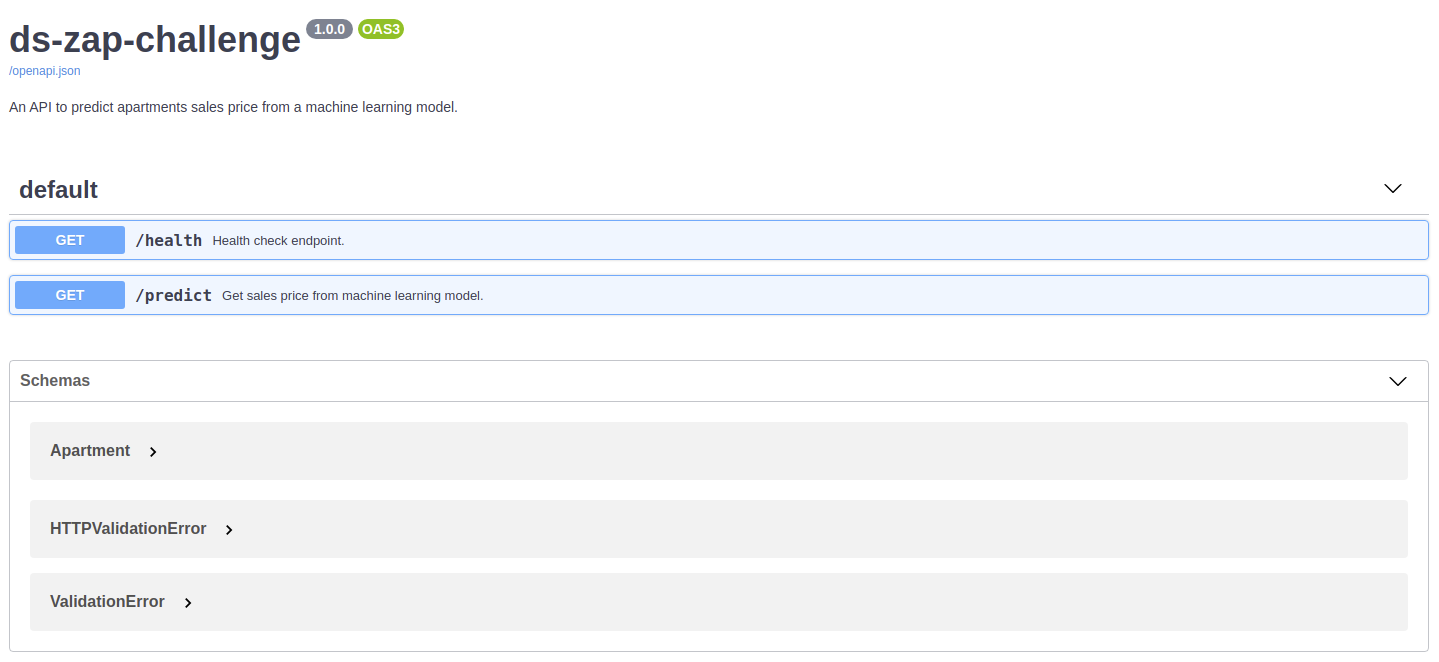 ds-zap-challenge 1.0.0 OAS3
/openapi.json
An API to predict apartments sales price from a machine learning model.
default
GET /health Health check endpoint.
GET /predict Get sales price from machine learning model.
Schemas
Apartment
HTTPValidationError
ValidationError